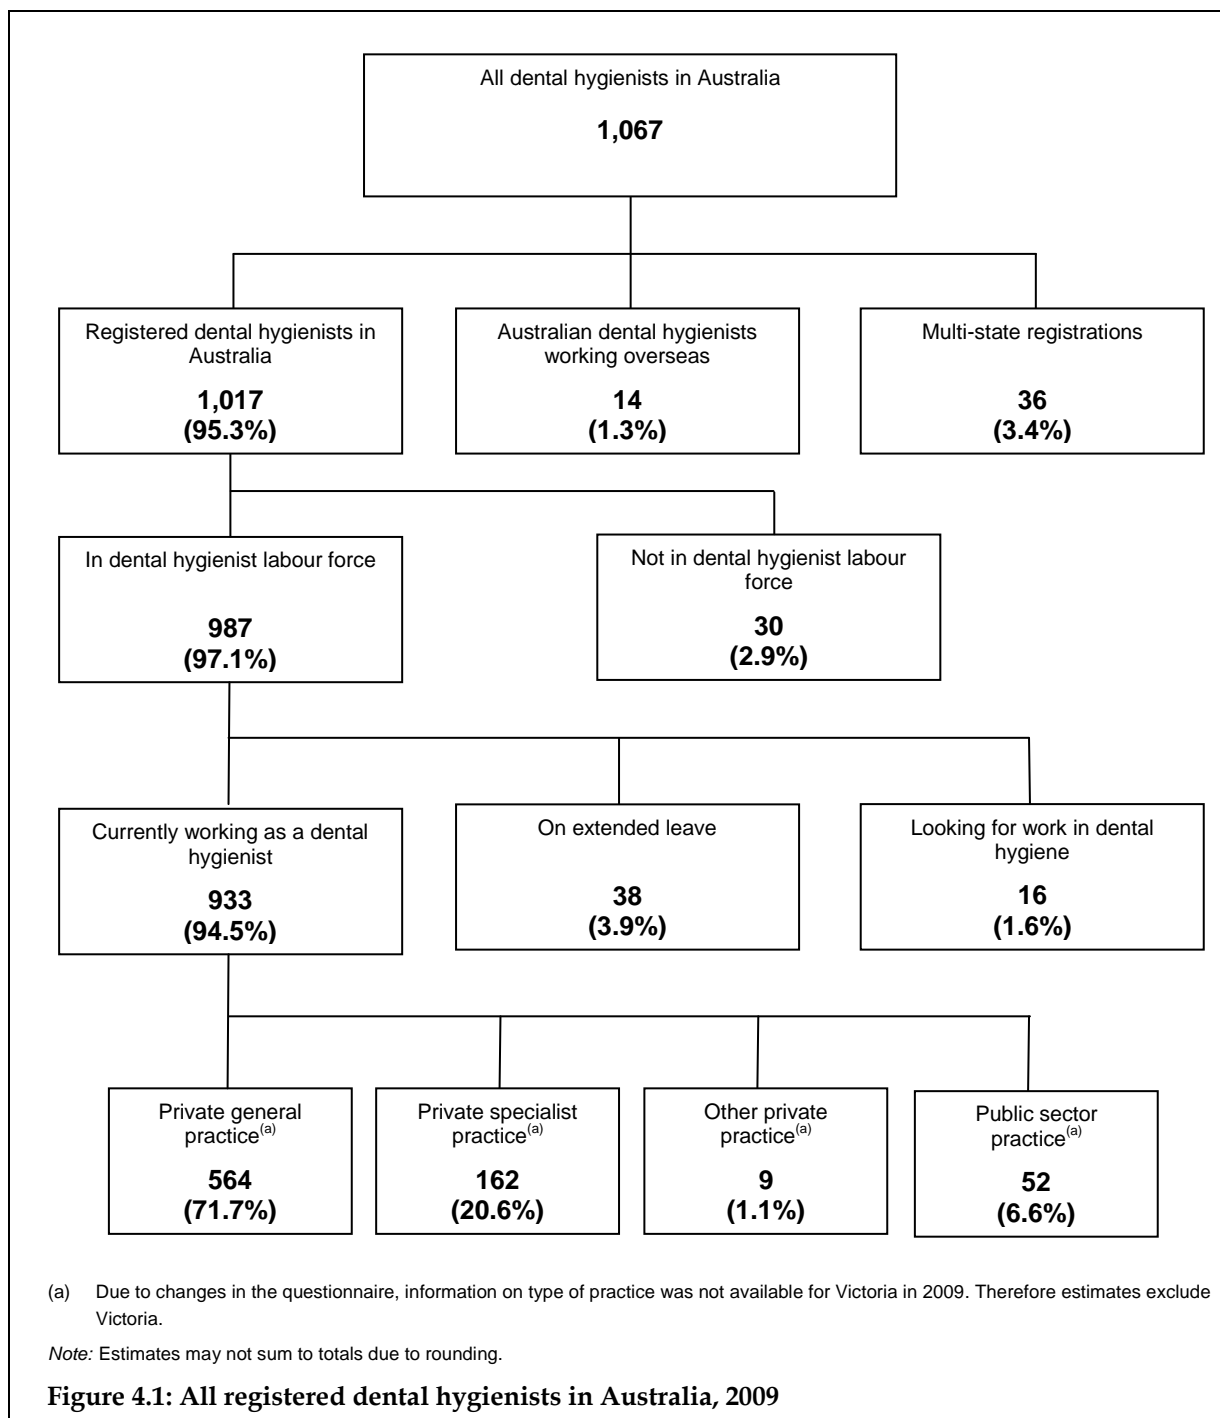 All dental hygienists in Australia
1,067
Registered dental hygienists in
Australia
1,017
(95.3%)
Australian dental hygienists
working overseas
14
(1.3%)
Multi-state registrations
36
(3.4%)
In dental hygienist labour force
987
(97.1%)
Not in dental hygienist labour
force
30
(2.9%)
Currently working as a dental
hygienist
933
(94.5%)
On extended leave
38
(3.9%)
Looking for work in dental
hygiene
16
(1.6%)
Private general
practice(a)
564
(71.7%)
Private specialist
practice(a)
162
(20.6%)
Other private
practice(a)
9
(1.1%)
Public sector
practice(a)
52
(6.6%)
(a) Due to changes in the questionnaire, information on type of practice was not available for Victoria in 2009. Therefore estimates exclude
Victoria.
Note: Estimates may not sum to totals due to rounding.
Figure 4.1: All registered dental hygienists in Australia, 2009